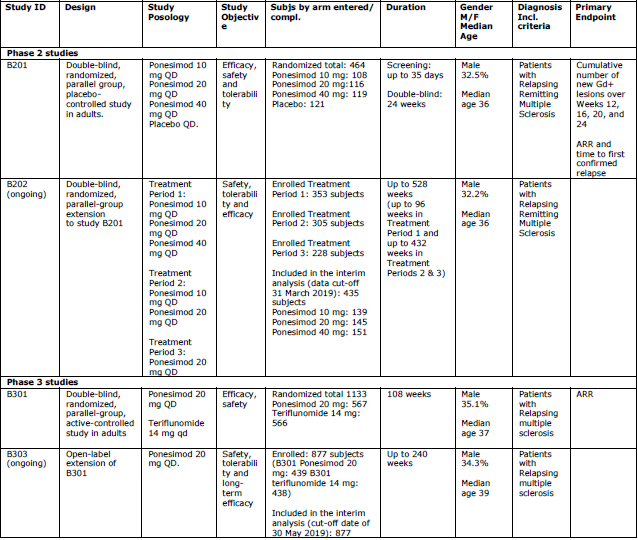 Study ID
Design
Study
Posology
Study
Objectiv
e
Subjs by arm entered/
compl.
Duration
Gender
M/F
Median
Age
Diagnosis
Incl.
criteria
Primary
Endpoint
Phase 2 studies
B201
Double-blind,
randomized,
parallel group,
placebo-
controlled study
in adults.
Ponesimod 10
mg QD
Ponesimod 20
mg QD
Ponesimod 40
mg QD
Placebo QD.
Efficacy,
safety
and
tolerabil
ity
Randomized total: 464
Ponesimod 10 mg: 108
Ponesimod 20 mg:116
Ponesimod 40 mg: 119
Placebo: 121
Screening:
up to 35 days
Double-blind:
24 weeks
Male
32.5%
Median
age 36
Patients
with
Relapsing
Remitting
Multiple
Sclerosis
Cumulative
number of
new Gd+
lesions over
Weeks 12,
16, 20, and
24
ARR and
time to first
confirmed
relapse
B202
(ongoing)
Double-blind,
randomized,
parallel-group
extension
to study B201
Treatment
Period 1:
Ponesimod 10
mg QD
Ponesimod 20
mg QD
Ponesimod 40
mg QD
Treatment
Period 2:
Ponesimod 10
mg QD
Ponesimod 20
mg QD
Treatment
Period 3:
Ponesimod 20
mg QD
Safety,
tolerabili
ty and
efficacy
Enrolled Treatment
Period 1: 353 subjects
Enrolled Treatment
Period 2: 305 subjects
Enrolled Treatment
Period 3: 228 subjects
Included in the interim
analysis (data cut-off
31 March 2019): 435
subjects
Ponesimod 10 mg: 139
Ponesimod 20 mg: 145
Ponesimod 40 mg: 151
Up to 528
weeks
(up to 96
weeks in
Treatment
Period 1 and
up to 432
weeks in
Treatment
Periods 2 & 3)
Male
32.2%
Median
age 36
Patients
with
Relapsing
Remitting
Multiple
Sclerosis
Phase 3 studies
B301
Double-blind,
randomized,
parallel-group,
active-controlled
study in adults
Ponesimod 20
mg QD
Teriflunomide
14 mg qd
Efficacy,
safety
Randomized total 1133
Ponesimod 20 mg: 567
Teriflunomide 14 mg:
566
108 weeks
Male
35.1%
Median
age 37
Patients
with
Relapsing
multiple
sclerosis
ARR
B303
(ongoing)
Open-label
extension of
B301
Ponesimod 20
mg QD.
Safety,
tolerabili
ty and
long-
term
efficacy
Enrolled: 877 subjects
(B301 Ponesimod 20
mg: 439 B301
teriflunomide 14 mg:
438)
Included in the interim
analysis (cut-off date of
30 May 2019): 877
Up to 240
weeks
Male
34.3%
Median
age 39
Patients
with
Relapsing
multiple
sclerosis